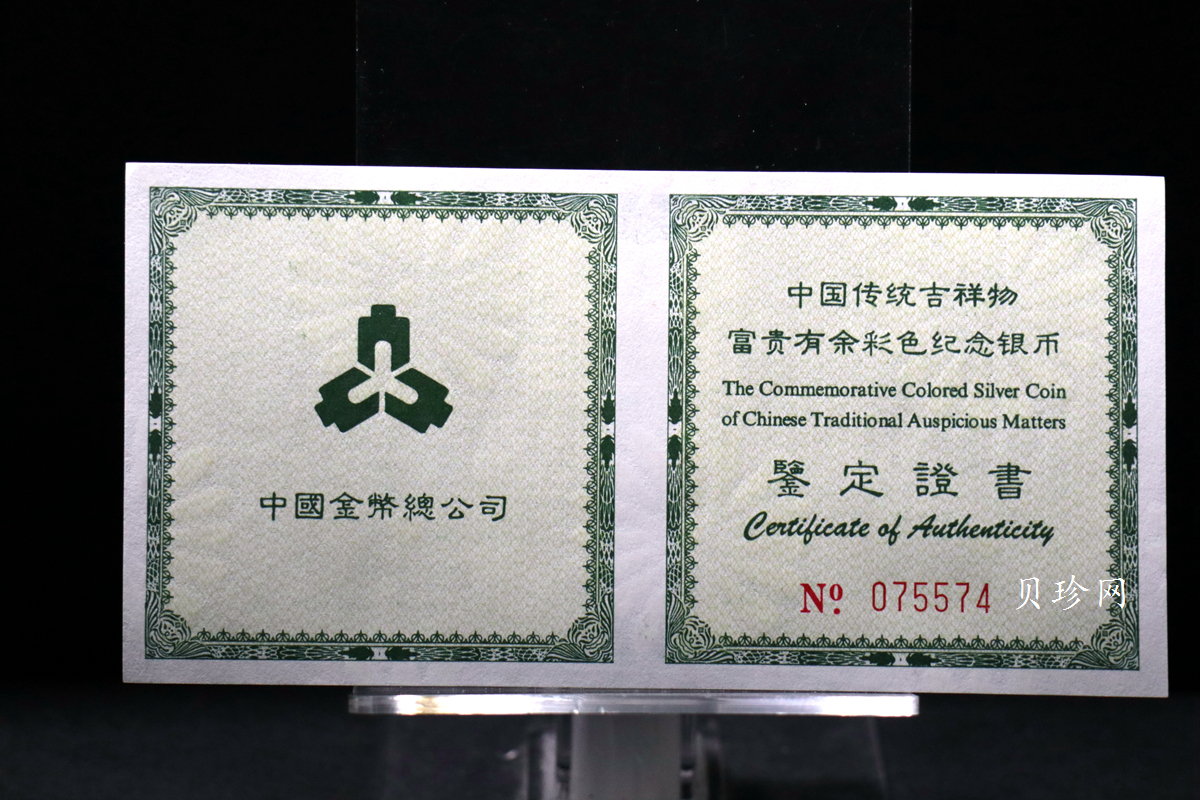 中國金幣總公司
中国传统吉祥物
富贵有余彩色纪念银币
The Commemorative Colored Silver Coin
of Chinese Traditional Auspicious Matters
鑒定證書
Certificate of Authenticity
Nº. 075574
贝珍网